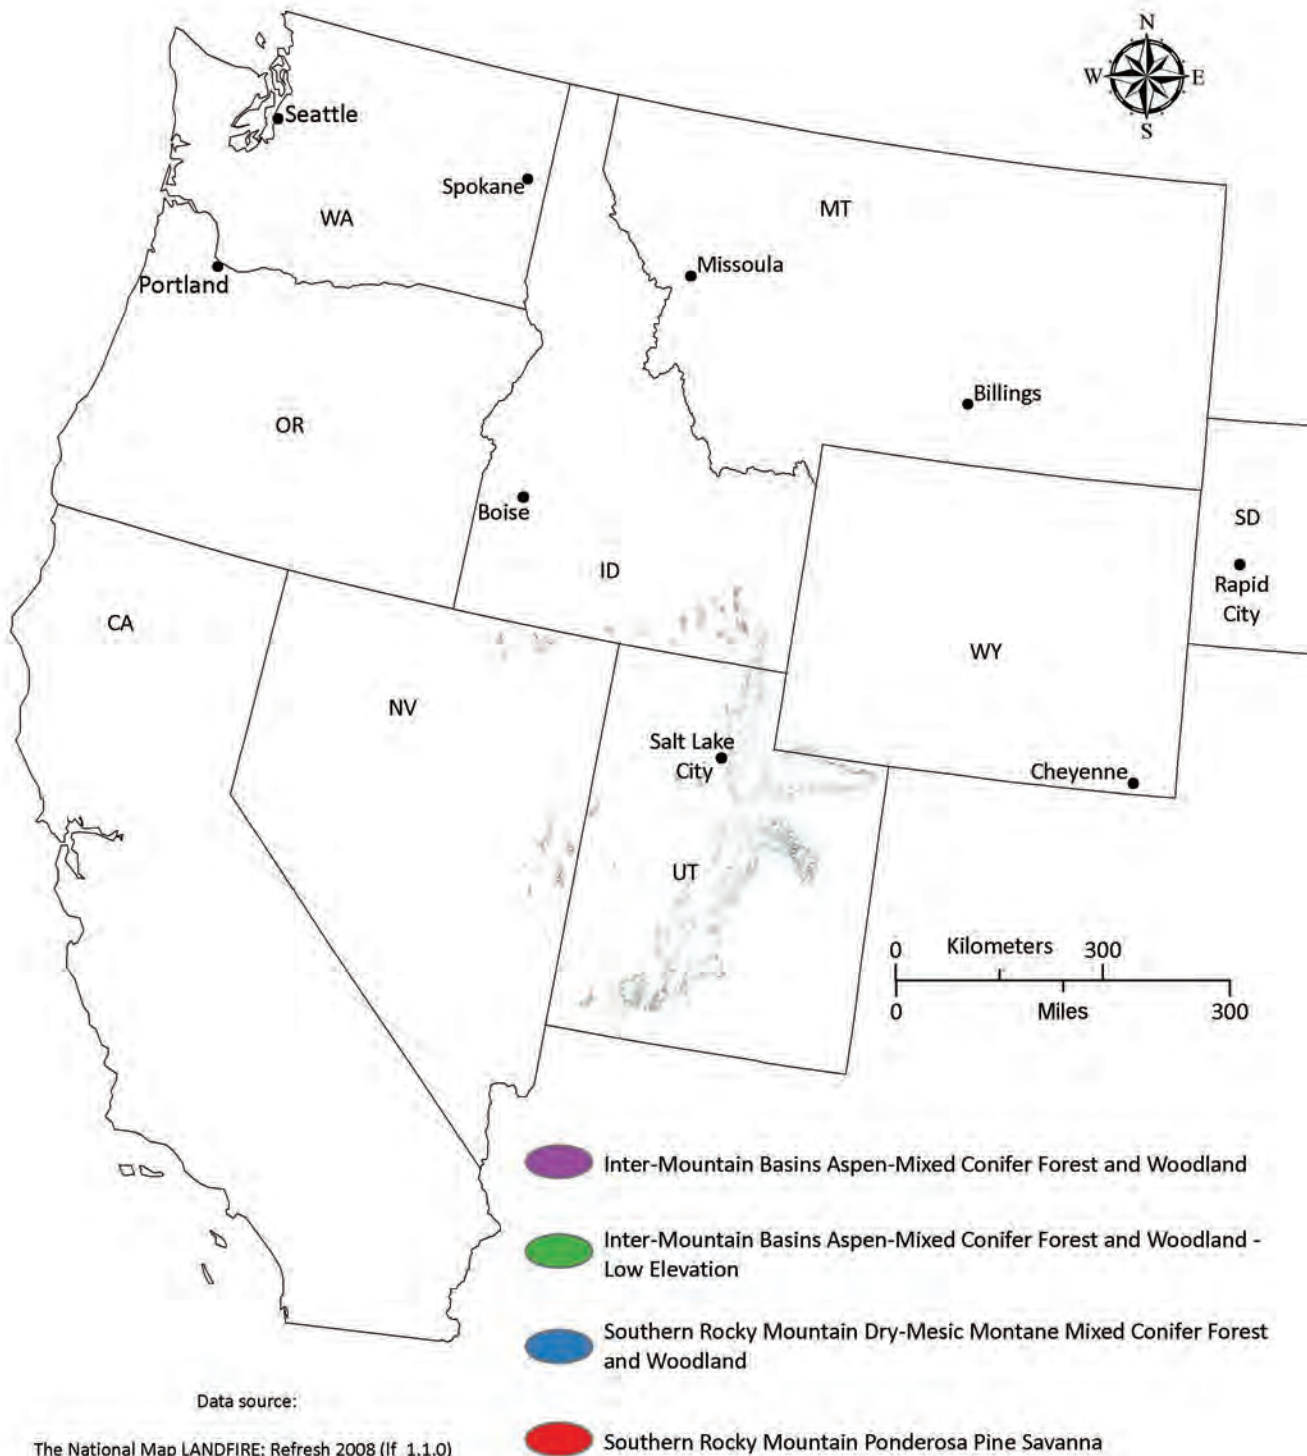 N
W E
S
Seattle
Spokane
WA
MT
Missoula
Portland
Billings
OR
Boise
SD
ID
Rapid
City
CA
WY
NV
Salt Lake
City
Cheyenne
UT
0 Kilometers 300
0 Miles 300
Inter-Mountain Basins Aspen-Mixed Conifer Forest and Woodland
Inter-Mountain Basins Aspen-Mixed Conifer Forest and Woodland -
Low Elevation
Southern Rocky Mountain Dry-Mesic Montane Mixed Conifer Forest
and Woodland
Data source:
Southern Rocky Mountain Ponderosa Pine Savanna
The National Map LANDFIRE: Refresh 2008 (lf_1.1.0)